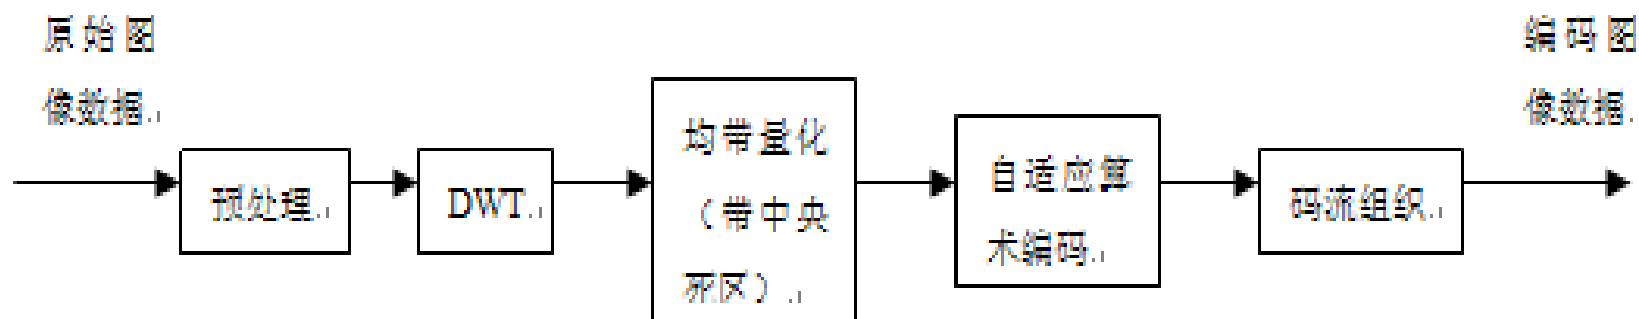 原始图
像数据
编码图
像数据
预处理
DWT
均带量化
（带中央
死区）
自适应算
术编码
码流组织